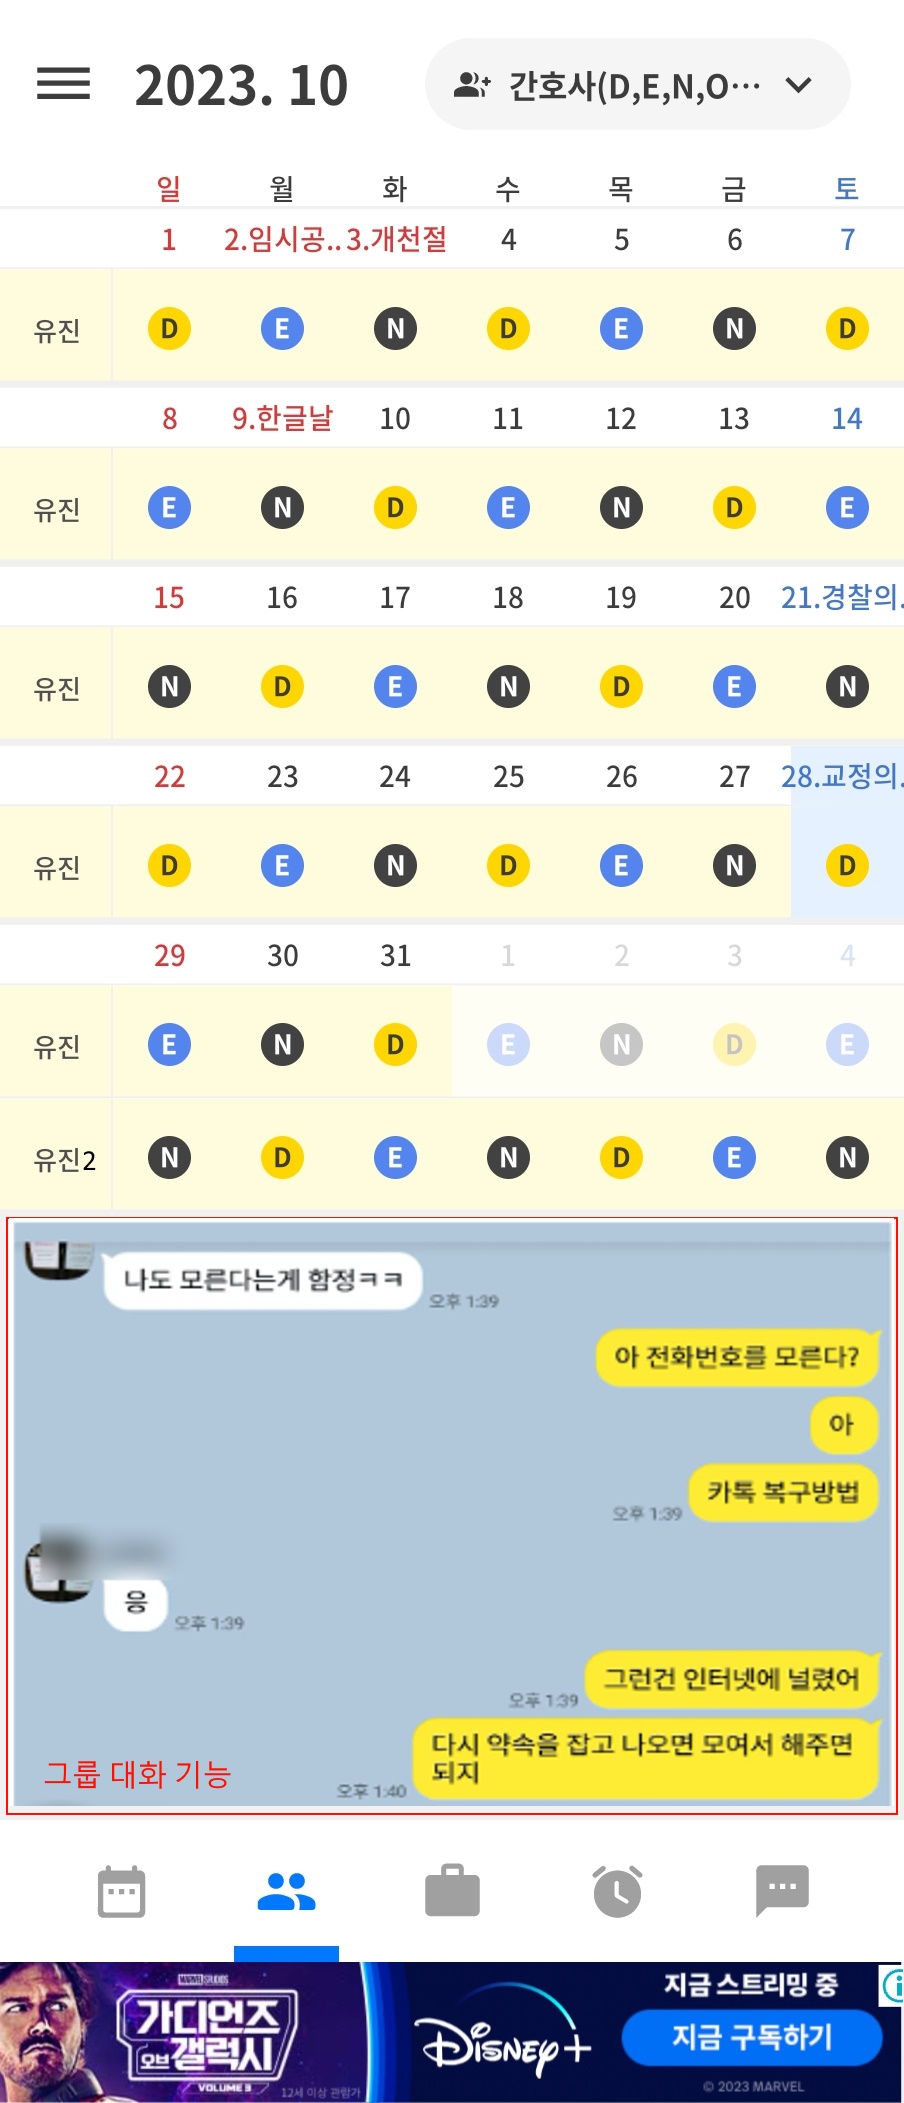 2023. 10 간호사(D,E,N,O···
일 월 화 수 목 금 토
1 2.임시공.. 3.개천절 4 5 6 7
유진 D E N D E N D
8 9.한글날 10 11 12 13 14
유진 E N D E N D E
15 16 17 18 19 20 21.경찰의.
유진 N D E N D E N
22 23 24 25 26 27 28.교정의.
유진 D E N D E N D
29 30 31 1 2 3 4
유진 E N D E N D E
유진2 N D E N D E N
나도 모른다는게 함정ㅋㅋ
오후 1:39
아 전화번호를 모른다?
아
카톡 복구방법
오후 1:39
응
오후 1:39
그런건 인터넷에 널렸어
오후 1:39
다시 약속을 잡고 나오면 모여서 해주면
되지
오후 1:40
그룹 대화 기능
MARVEL STUDIOS
가디언즈
오브 갤럭시
VOLUME 3
12세 이상 관람가
Disney+
지금 스트리밍 중
지금 구독하기
© 2023 MARVEL